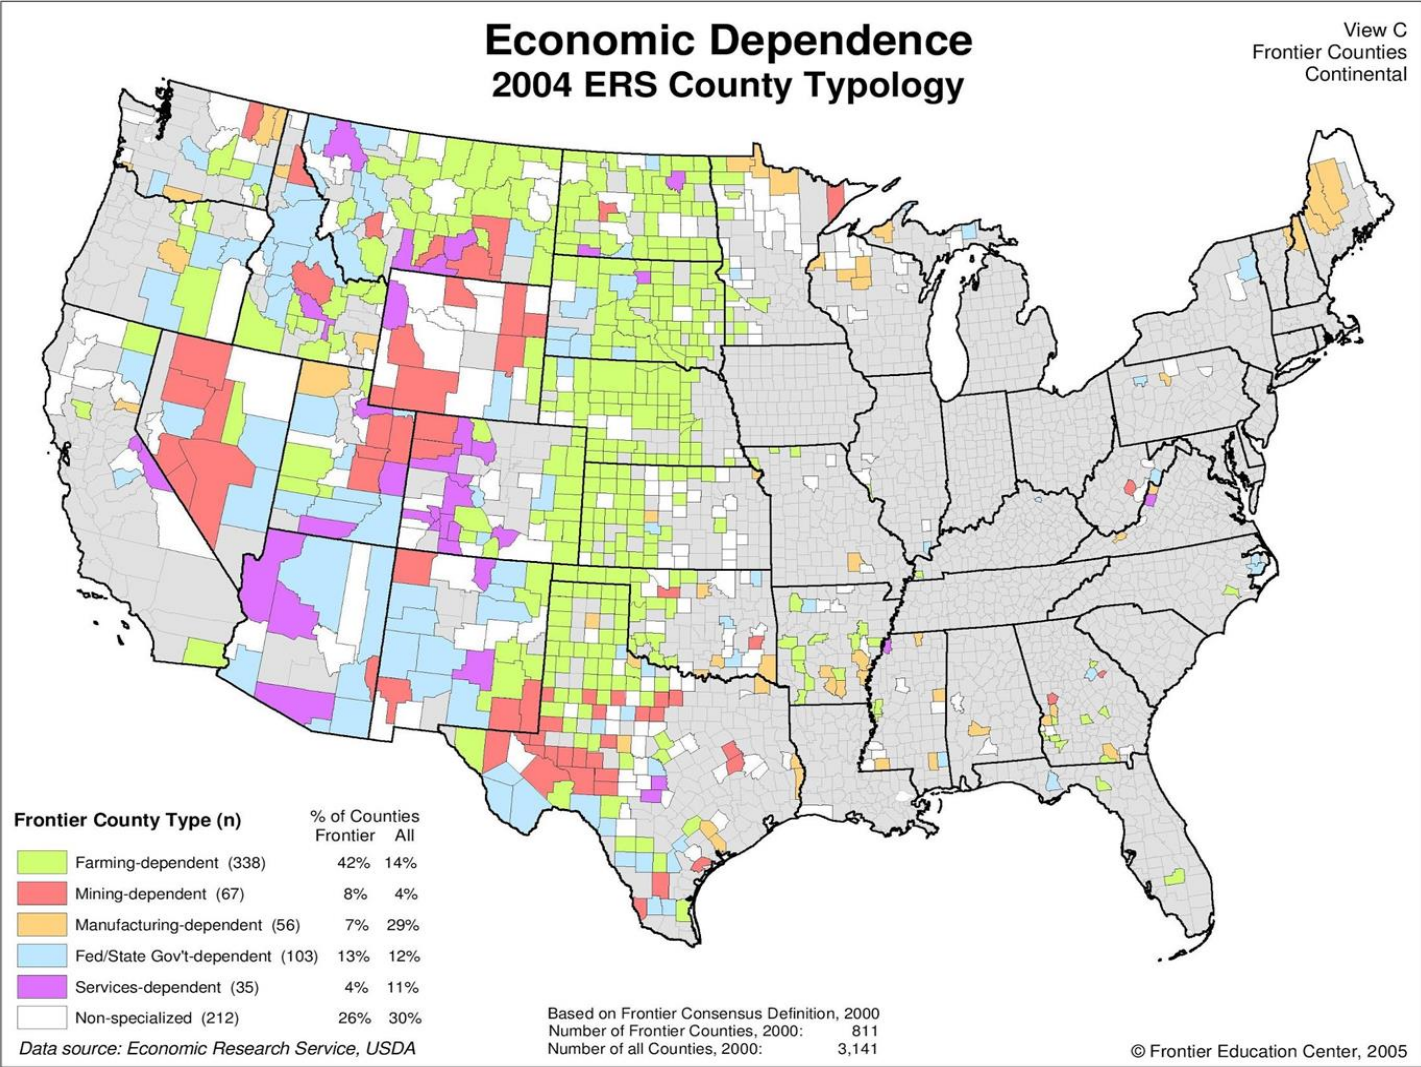 Economic Dependence
2004 ERS County Typology
View C
Frontier Counties
Continental
Frontier County Type (n)
% of Counties
Frontier All
Farming-dependent (338) 42% 14%
Mining-dependent (67) 8% 4%
Manufacturing-dependent (56) 7% 29%
Fed/State Gov't-dependent (103) 13% 12%
Services-dependent (35) 4% 11%
Non-specialized (212) 26% 30%
Data source: Economic Research Service, USDA
Based on Frontier Consensus Definition, 2000
Number of Frontier Counties, 2000: 811
Number of all Counties, 2000: 3,141
© Frontier Education Center, 2005